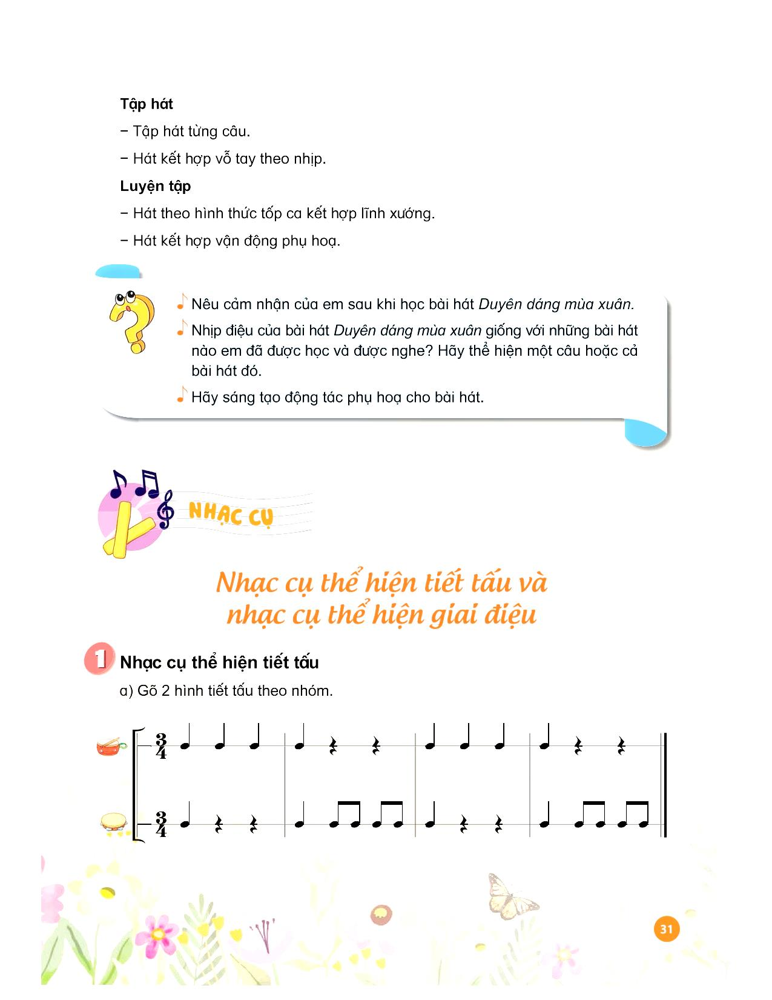 Tập hát
– Tập hát từng câu.
– Hát kết hợp vỗ tay theo nhịp.
Luyện tập
– Hát theo hình thức tốp ca kết hợp lĩnh xướng.
– Hát kết hợp vận động phụ hoạ.
Nêu cảm nhận của em sau khi học bài hát Duyên dáng mùa xuân.
Nhịp điệu của bài hát Duyên dáng mùa xuân giống với những bài hát
nào em đã được học và được nghe? Hãy thể hiện một câu hoặc cả
bài hát đó.
Hãy sáng tạo động tác phụ hoạ cho bài hát.
NHẠC CỤ
Nhạc cụ thể hiện tiết tấu và
nhạc cụ thể hiện giai điệu
1 Nhạc cụ thể hiện tiết tấu
a) Gõ 2 hình tiết tấu theo nhóm.
3
4
3
4
31